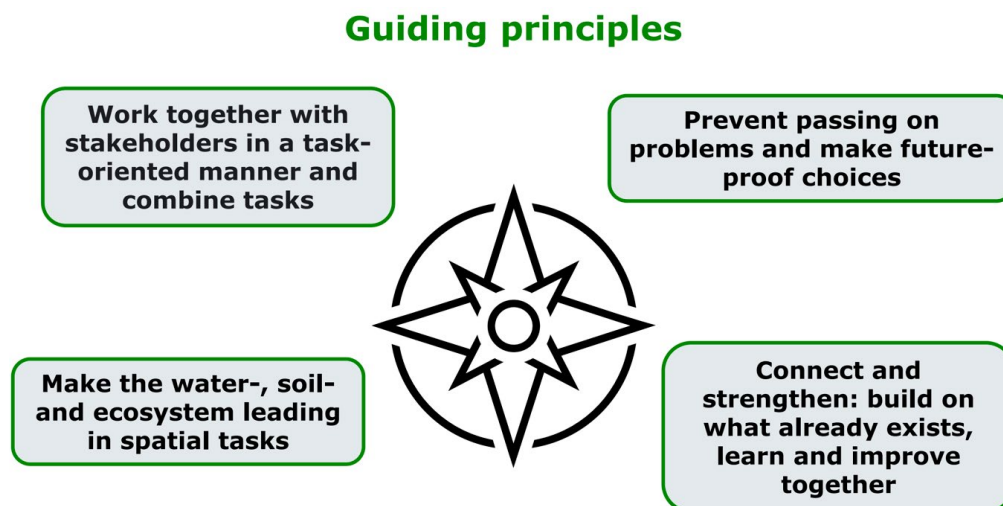 Guiding principles
Work together with
stakeholders in a task-
oriented manner and
combine tasks
Prevent passing on
problems and make future-
proof choices
Make the water-, soil-
and ecosystem leading
in spatial tasks
Connect and
strengthen: build on
what already exists,
learn and improve
together